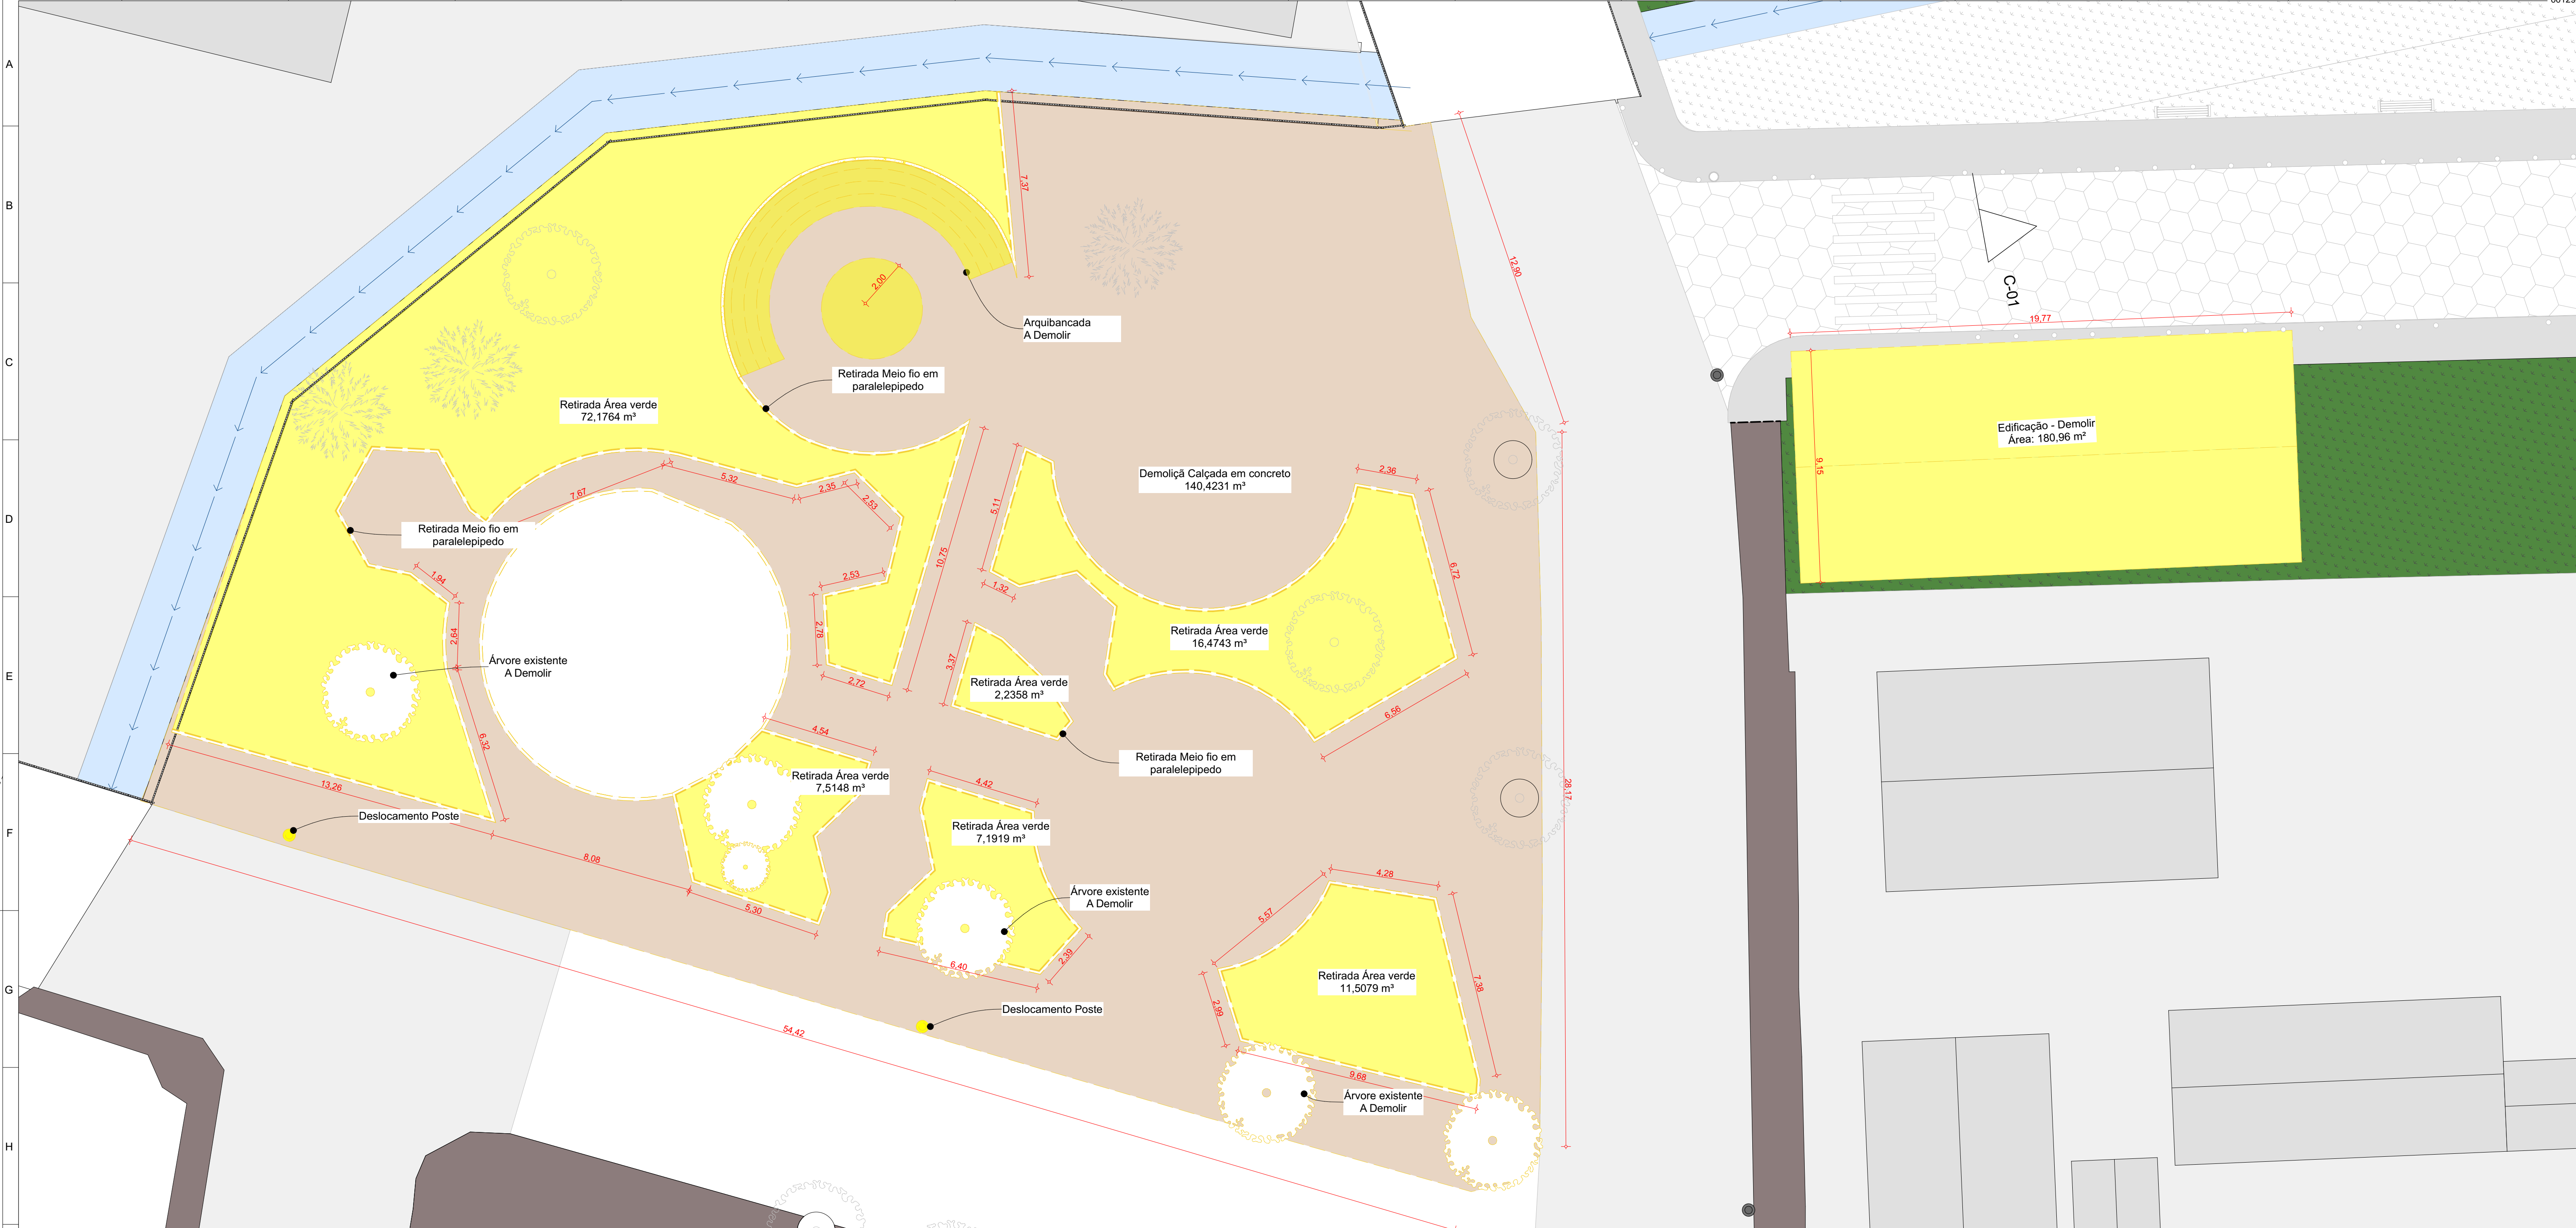 A
B
C
D
E
F
G
H
7,37
12,90
2,00
Arquibancada
A Demolir
Retirada Meio fio em
paralelepipedo
Retirada Área verde
72,1764 m³
C-01
19,77
9,15
Edificação - Demolir
Área: 180,96 m²
Demoliçã Calçada em concreto
140,4231 m³
2,36
7,67
5,32
2,35
2,53
5,11
10,75
6,72
Retirada Meio fio em
paralelepipedo
1,94
2,53
1,32
2,64
2,78
2,72
3,37
Retirada Área verde
16,4743 m³
Árvore existente
A Demolir
Retirada Área verde
2,2358 m³
6,56
6,32
4,54
Retirada Meio fio em
paralelepipedo
13,26
Retirada Área verde
7,5148 m³
4,42
28,17
Deslocamento Poste
Retirada Área verde
7,1919 m³
8,08
5,30
Árvore existente
A Demolir
4,28
5,57
6,40
2,39
Retirada Área verde
11,5079 m³
7,38
2,99
Deslocamento Poste
54,42
9,68
Árvore existente
A Demolir